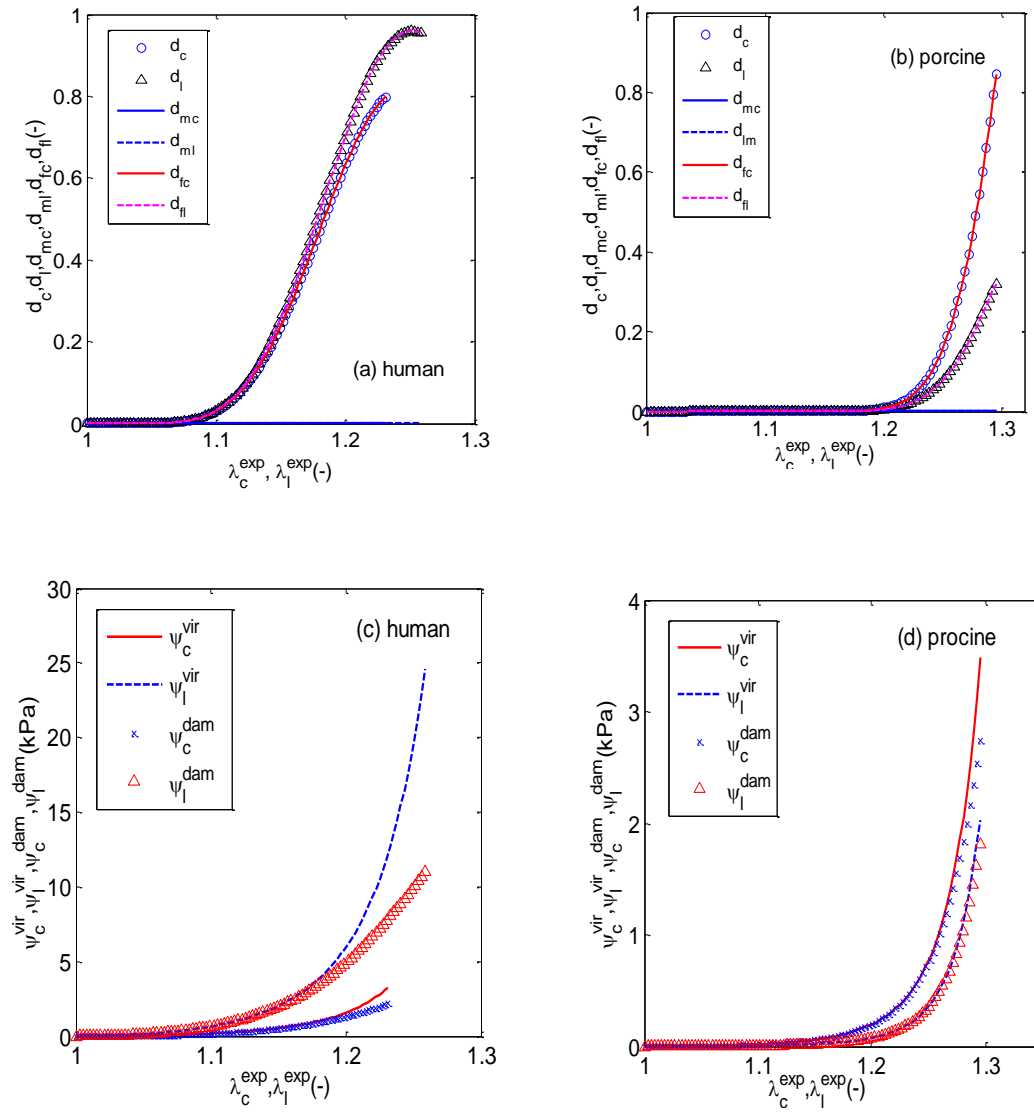 1
0.8
0.6
0.4
0.2
0
1
1.1
1.2
1.3
d_c
d_l
d_mc
d_ml
d_fc
d_fl
(a) human
d_c,d_l,d_mc,d_ml,d_fc,d_fl(-)
λ_c^exp, λ_l^exp(-)
1
0.8
0.6
0.4
0.2
0
1
1.1
1.2
1.3
d_c
d_l
d_mc
d_lm
d_fc
d_fl
(b) porcine
d_c,d_l,d_mc,d_ml,d_fc,d_fl(-)
λ_c^exp, λ_l^exp(-)
30
25
20
15
10
5
0
1
1.1
1.2
1.3
ψ_c^vir
ψ_l^vir
ψ_c^dam
ψ_l^dam
(c) human
ψ_c^vir,ψ_l^vir,ψ_c^dam,ψ_l^dam(kPa)
λ_c^exp,λ_l^exp(-)
4
3
2
1
0
1
1.1
1.2
1.3
ψ_c^vir
ψ_l^vir
ψ_c^dam
ψ_l^dam
(d) procine
ψ_c^vir,ψ_l^vir,ψ_c^dam,ψ_l^dam(kPa)
λ_c^exp,λ_l^exp(-)